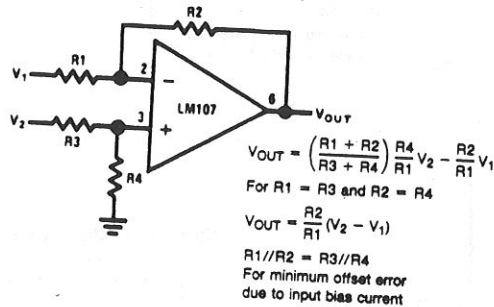 R2
R1
V₁
2
−
6
LM107
VOUT
V₂
3
+
R3
R4
VOUT = ((R1 + R2)/(R3 + R4)) R4/R1 V₂ − R2/R1 V₁
For R1 = R3 and R2 = R4
VOUT = R2/R1 (V₂ − V₁)
R1//R2 = R3//R4
For minimum offset error
due to input bias current